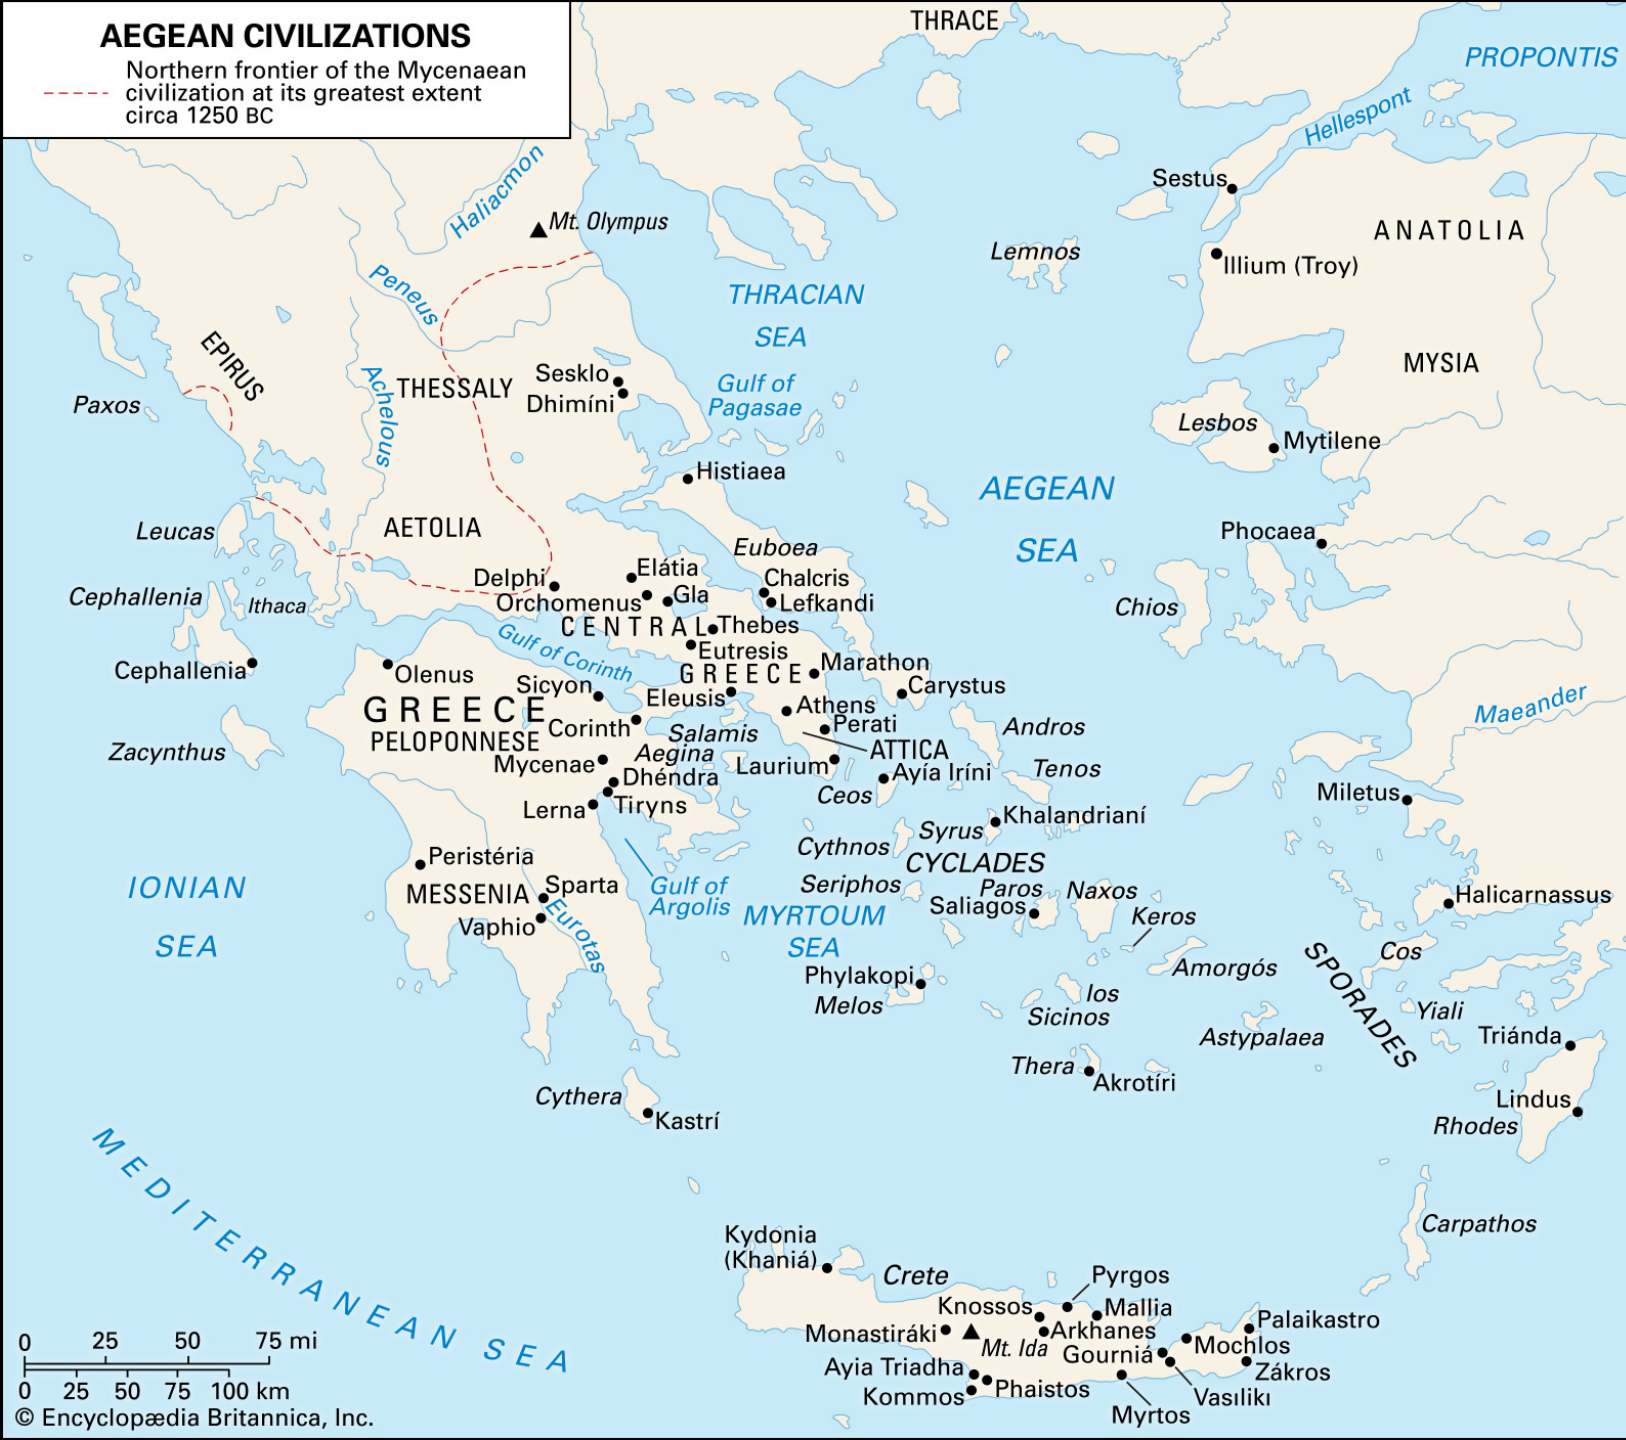 AEGEAN CIVILIZATIONS
Northern frontier of the Mycenaean
civilization at its greatest extent
circa 1250 BC
THRACE
PROPONTIS
Hellespont
Haliacmon
Sestus
Mt. Olympus
ANATOLIA
Lemnos
Illium (Troy)
Peneus
THRACIAN
SEA
EPIRUS
Achelous
THESSALY
Sesklo
Dhimíni
Gulf of
Pagasae
MYSIA
Paxos
Lesbos
Mytilene
Histiaea
AEGEAN
SEA
Leucas
AETOLIA
Phocaea
Euboea
Delphi
Elátia
Chalcris
Cephallenia
Ithaca
Orchomenus
Gla
Lefkandi
Chios
CENTRAL
GREECE
Thebes
Gulf of Corinth
Eutresis
Cephallenia
Olenus
Marathon
Sicyon
Eleusis
Carystus
GREECE
PELOPONNESE
Athens
Maeander
Corinth
Salamis
Perati
Andros
Zacynthus
Aegina
ATTICA
Mycenae
Laurium
Ayía Iríni
Tenos
Dhéndra
Ceos
Miletus
Lerna
Tiryns
Syrus
Khalandrianí
Cythnos
Peristéria
CYCLADES
IONIAN
SEA
MESSENIA
Sparta
Gulf of
Argolis
Seriphos
Paros
Naxos
Halicarnassus
Vaphio
Eurotas
MYRTOUM
SEA
Saliagos
Keros
SPORADES
Cos
Phylakopi
Amorgós
Melos
Ios
Sicinos
Yiali
Astypalaea
Triánda
Thera
Akrotíri
Cythera
Kastrí
Lindus
Rhodes
MEDITERRANEAN SEA
Carpathos
Kydonia
(Khaniá)
Crete
Pyrgos
Knossos
Mallia
Palaikastro
Monastiráki
Mt. Ida
Arkhanes
Mochlos
Gourniá
Zákros
Ayia Triadha
Phaistos
Vasiliki
Kommos
Myrtos
0 25 50 75 mi
0 25 50 75 100 km
© Encyclopædia Britannica, Inc.